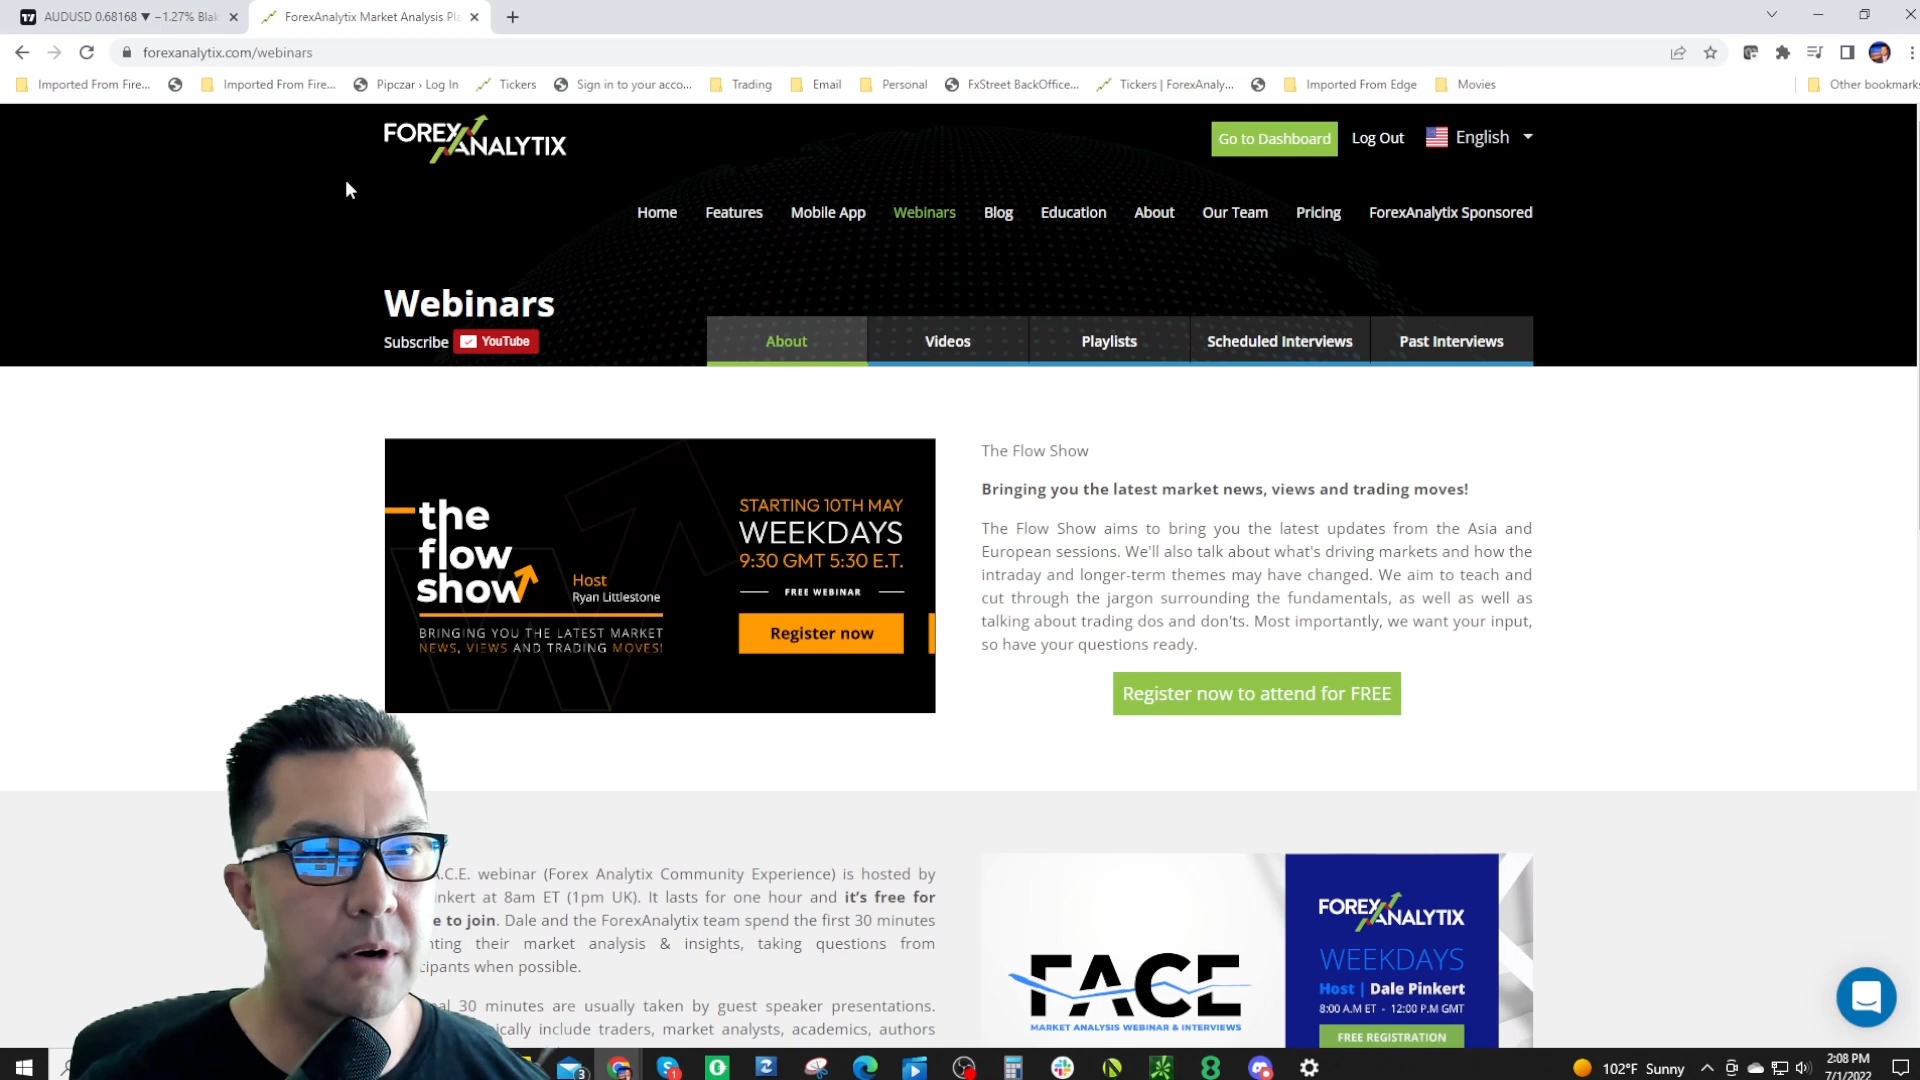 AUDUSD 0.68168 ▼ −1.27% Blak
ForexAnalytix Market Analysis Pla
forexanalytix.com/webinars
Imported From Fire...
Imported From Fire...
Pipczar › Log In
Tickers
Sign in to your acco...
Trading
Email
Personal
FxStreet BackOffice...
Tickers | ForexAnaly...
Imported From Edge
Movies
Other bookmarks
FOREX ANALYTIX
Go to Dashboard
Log Out
English
Home
Features
Mobile App
Webinars
Blog
Education
About
Our Team
Pricing
ForexAnalytix Sponsored
Webinars
Subscribe
YouTube
About
Videos
Playlists
Scheduled Interviews
Past Interviews
the
flow
show
Host
Ryan Littlestone
BRINGING YOU THE LATEST MARKET
NEWS, VIEWS AND TRADING MOVES!
STARTING 10TH MAY
WEEKDAYS
9:30 GMT 5:30 E.T.
FREE WEBINAR
Register now
The Flow Show
Bringing you the latest market news, views and trading moves!
The Flow Show aims to bring you the latest updates from the Asia and
European sessions. We'll also talk about what's driving markets and how the
intraday and longer-term themes may have changed. We aim to teach and
cut through the jargon surrounding the fundamentals, as well as well as
talking about trading dos and don'ts. Most importantly, we want your input,
so have your questions ready.
Register now to attend for FREE
.C.E. webinar (Forex Analytix Community Experience) is hosted by
inkert at 8am ET (1pm UK). It lasts for one hour and it's free for
e to join. Dale and the ForexAnalytix team spend the first 30 minutes
nting their market analysis & insights, taking questions from
cipants when possible.
al 30 minutes are usually taken by guest speaker presentations.
ically include traders, market analysts, academics, authors
FACE
MARKET ANALYSIS WEBINAR & INTERVIEWS
FOREX ANALYTIX
WEEKDAYS
Host | Dale Pinkert
8:00 A.M ET - 12:00 P.M GMT
FREE REGISTRATION
3
1
102°F Sunny
2:08 PM
7/1/2022